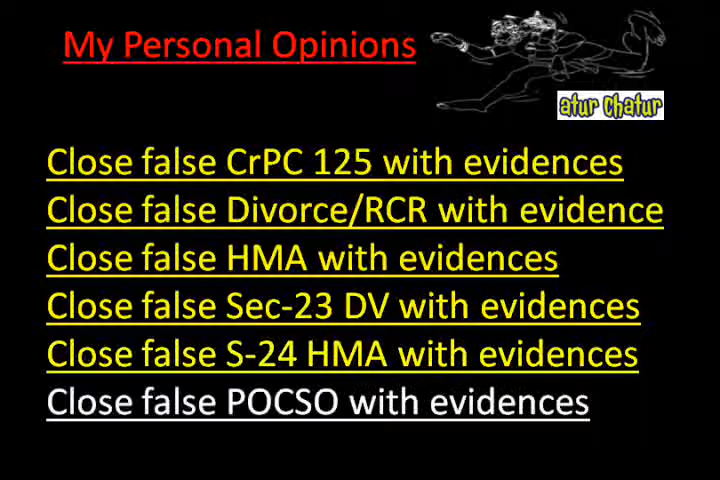 My Personal Opinions
atur Chatur
Close false CrPC 125 with evidences
Close false Divorce/RCR with evidence
Close false HMA with evidences
Close false Sec-23 DV with evidences
Close false S-24 HMA with evidences
Close false POCSO with evidences